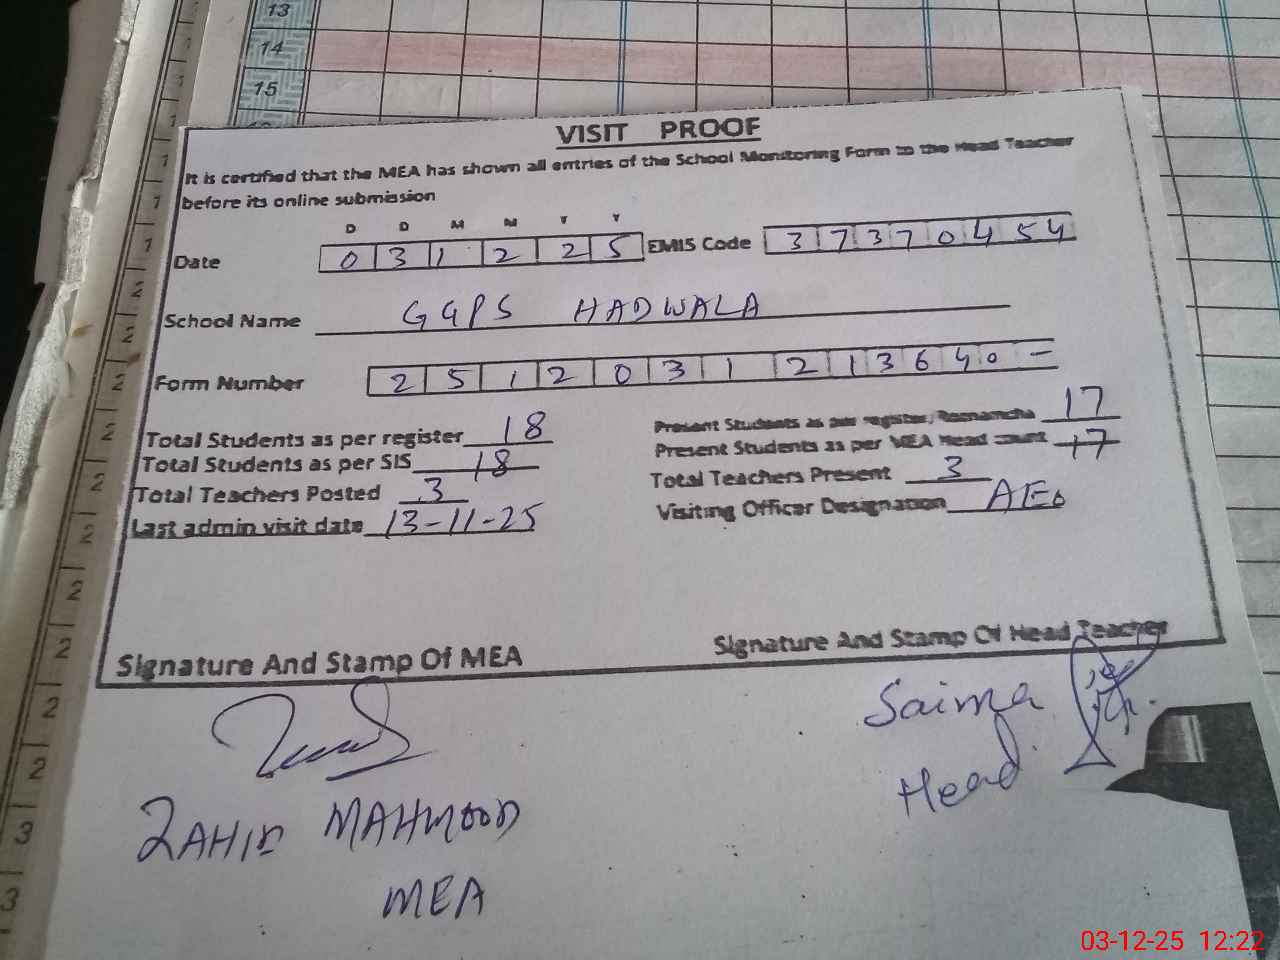 13
14
15
VISIT PROOF
It is certified that the MEA has shown all entries of the School Monitoring Form to the Head Teacher
before its online submission
D D M M Y Y
Date 0 3 1 2 2 5 EMIS Code 3 7 3 7 0 4 5 4
School Name GGPS HADWALA
Form Number 2 5 1 2 0 3 1 2 1 3 6 4 0 -
Total Students as per register 18
Present Students as per register/Roznamcha 17
Total Students as per SIS 18
Present Students as per MEA Head count 17
Total Teachers Posted 3
Total Teachers Present 3
Last admin visit date 13-11-25
Visiting Officer Designation AEO
Signature And Stamp Of MEA
Signature And Stamp Of Head Teacher
Saima
Head
ZAHID MAHMOOD
MEA
03-12-25 12:22